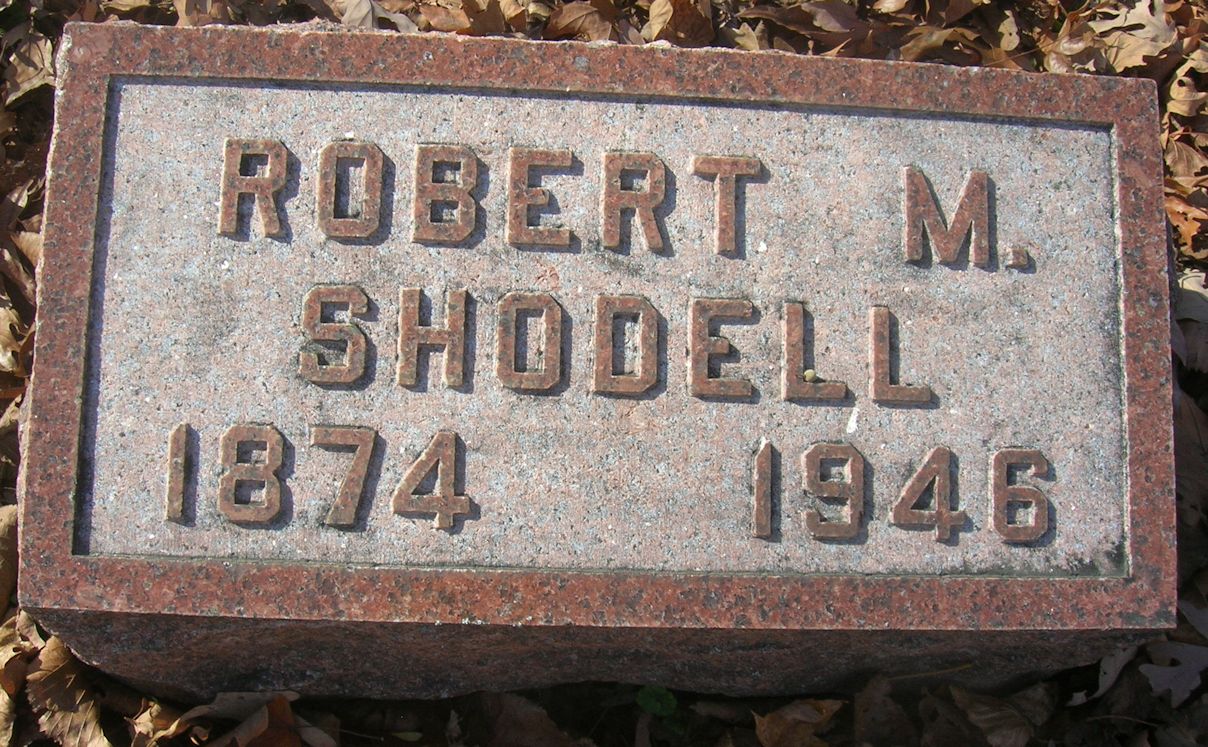 ROBERT M.
SHODELL
1874 1946